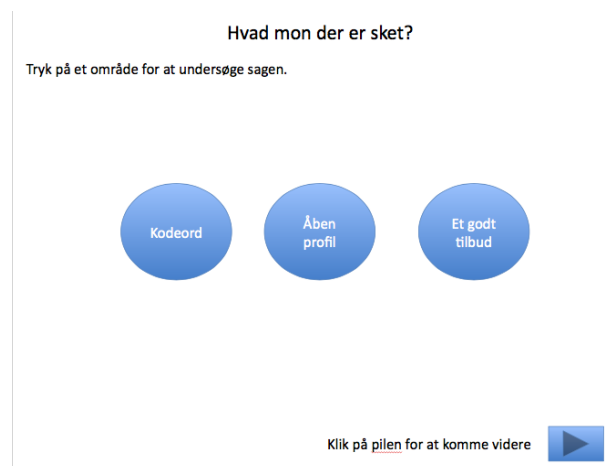 Hvad mon der er sket?
Tryk på et område for at undersøge sagen.
Kodeord
Åben
profil
Et godt
tilbud
Klik på pilen for at komme videre